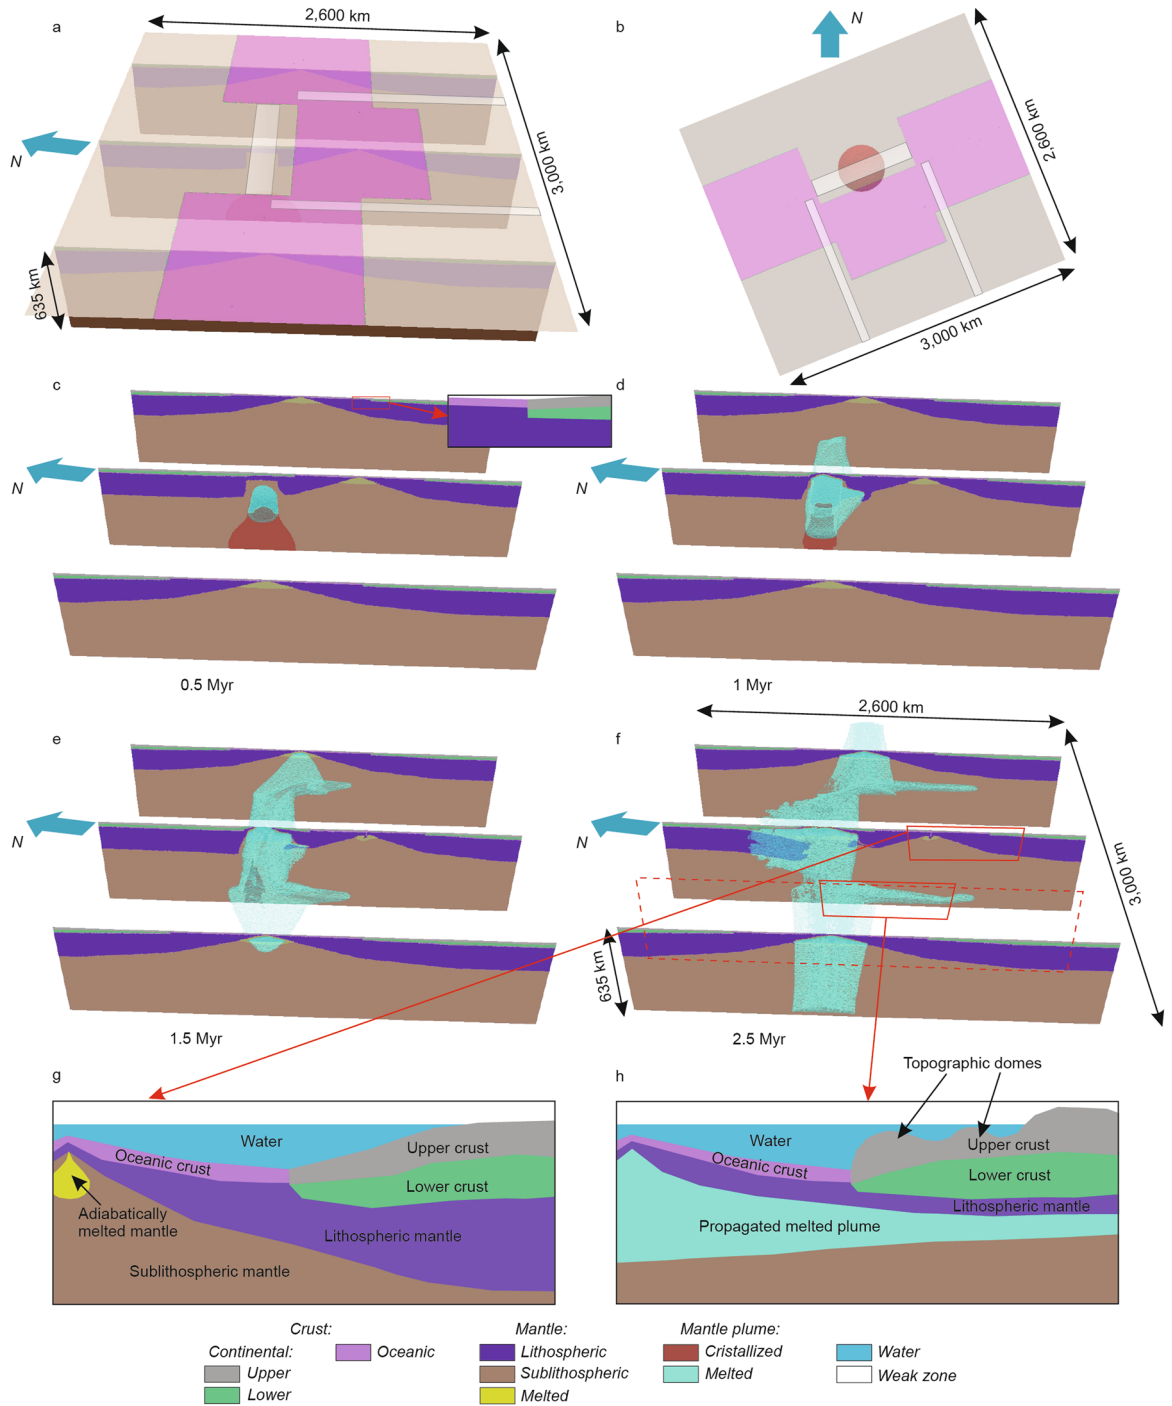 a
2,600 km
b
N
N
3,000 km
2,600 km
635 km
3,000 km
c
d
N
N
0.5 Myr
1 Myr
2,600 km
e
f
N
N
3,000 km
635 km
1.5 Myr
2.5 Myr
g
h
Topographic domes
Water
Upper crust
Oceanic crust
Lower crust
Adiabatically
melted mantle
Lithospheric mantle
Sublithospheric mantle
Water
Upper crust
Oceanic crust
Lower crust
Lithospheric mantle
Propagated melted plume
Crust:
Mantle:
Mantle plume:
Continental:
Oceanic
Lithospheric
Cristallized
Water
Upper
Sublithospheric
Melted
Weak zone
Lower
Melted